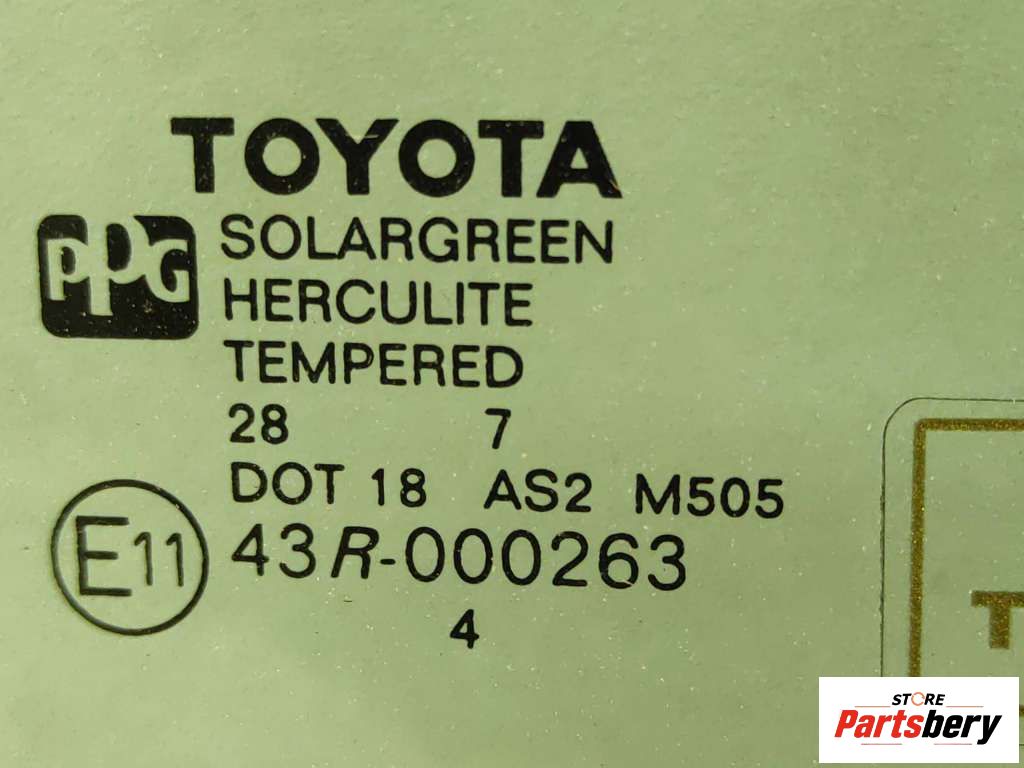 TOYOTA
PPG
SOLARGREEN
HERCULITE
TEMPERED
28 7
DOT 18 AS2 M505
E11 43R-000263
4
T
STORE
Partsbery